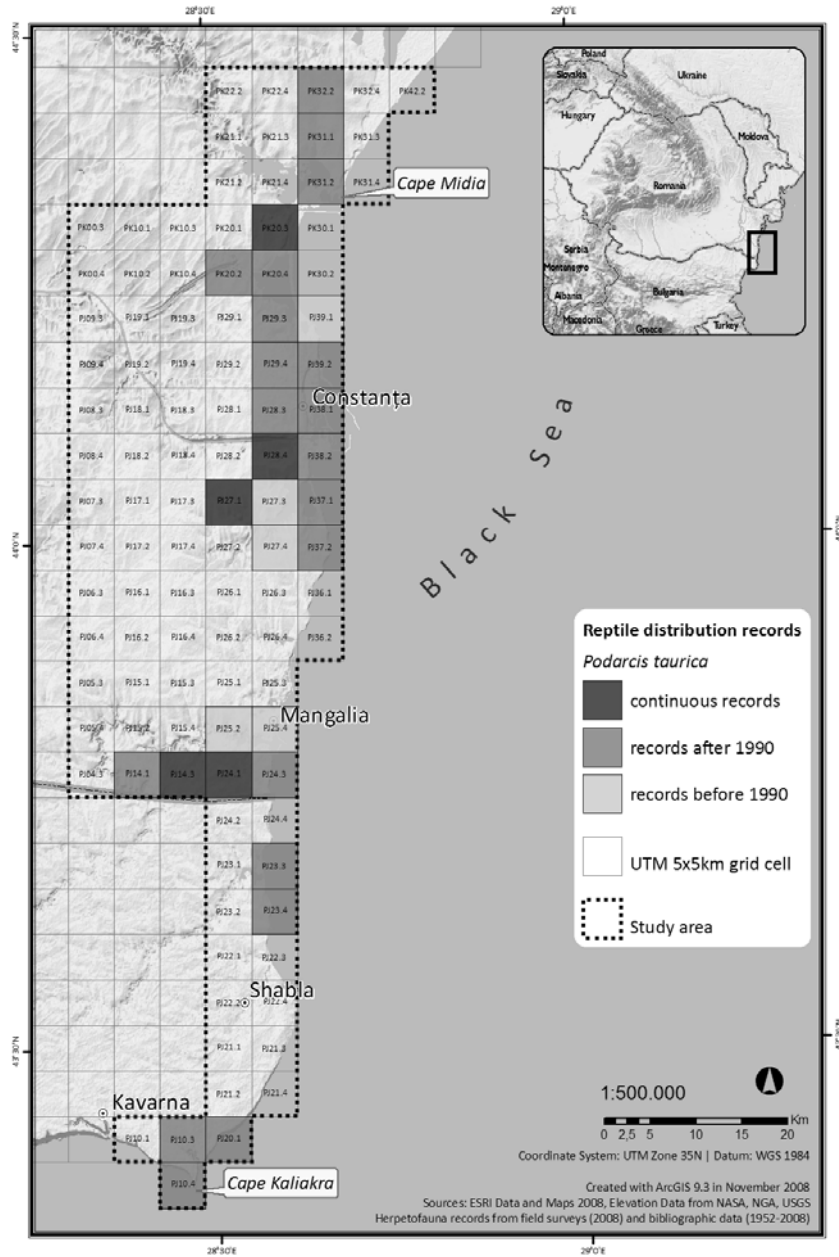 28°30'E 29°0'E
44°30'N
PK22.2 PK22.4 PK32.2 PK32.4 PK42.2
PK21.1 PK21.3 PK31.1 PK31.3
PK21.2 PK21.4 PK31.2 PK31.4
Cape Midia
PK00.3 PK10.1 PK10.3 PK20.1 PK20.3 PK30.1
PK00.4 PK10.2 PK10.4 PK20.2 PK20.4 PK30.2
PJ09.3 PJ19.1 PJ19.3 PJ29.1 PJ29.3 PJ39.1
PJ09.4 PJ19.2 PJ19.4 PJ29.2 PJ29.4 PJ39.2
Constanța
PJ08.3 PJ18.1 PJ18.3 PJ28.1 PJ28.3 PJ38.1
PJ08.4 PJ18.2 PJ18.4 PJ28.2 PJ28.4 PJ38.2
PJ07.3 PJ17.1 PJ17.3 PJ27.1 PJ27.3 PJ37.1
44°0'N
PJ07.4 PJ17.2 PJ17.4 PJ27.2 PJ27.4 PJ37.2
PJ06.3 PJ16.1 PJ16.3 PJ26.1 PJ26.3 PJ36.1
PJ06.4 PJ16.2 PJ16.4 PJ26.2 PJ26.4 PJ36.2
PJ05.3 PJ15.1 PJ15.3 PJ25.1 PJ25.3
Mangalia
PJ05.4 PJ15.2 PJ15.4 PJ25.2 PJ25.4
PJ04.3 PJ14.1 PJ14.3 PJ24.1 PJ24.3
PJ24.2 PJ24.4
PJ23.1 PJ23.3
PJ23.2 PJ23.4
PJ22.1 PJ22.3
Shabla
PJ22.2 PJ22.4
43°30'N
PJ21.1 PJ21.3
PJ21.2 PJ21.4
Kavarna
PJ10.1 PJ10.3 PJ20.1
PJ10.4
Cape Kaliakra
28°30'E 29°0'E
Black Sea
Poland
Slovakia
Ukraine
Hungary
Moldova
Romania
Serbia
Montenegro
Bulgaria
Albania
Macedonia
Greece
Turkey
Reptile distribution records
Podarcis taurica
continuous records
records after 1990
records before 1990
UTM 5x5km grid cell
Study area
1:500.000
Km
0 2,5 5 10 15 20
Coordinate System: UTM Zone 35N | Datum: WGS 1984
Created with ArcGIS 9.3 in November 2008
Sources: ESRI Data and Maps 2008, Elevation Data from NASA, NGA, USGS
Herpetofauna records from field surveys (2008) and bibliographic data (1952-2008)